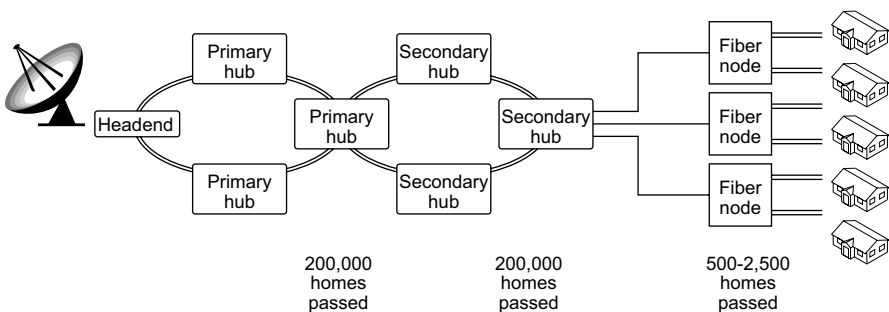 Primary
hub
Secondary
hub
Fiber
node
Headend
Primary
hub
Secondary
hub
Fiber
node
Primary
hub
Secondary
hub
Fiber
node
200,000
homes
passed
200,000
homes
passed
500-2,500
homes
passed